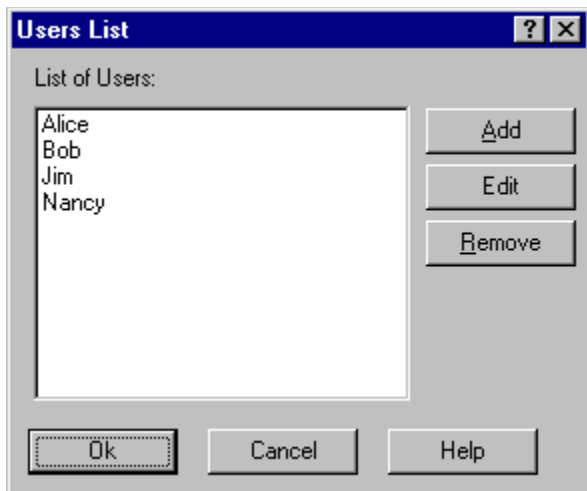 Users List
List of Users:
Alice
Bob
Jim
Nancy
Add
Edit
Remove
Ok
Cancel
Help